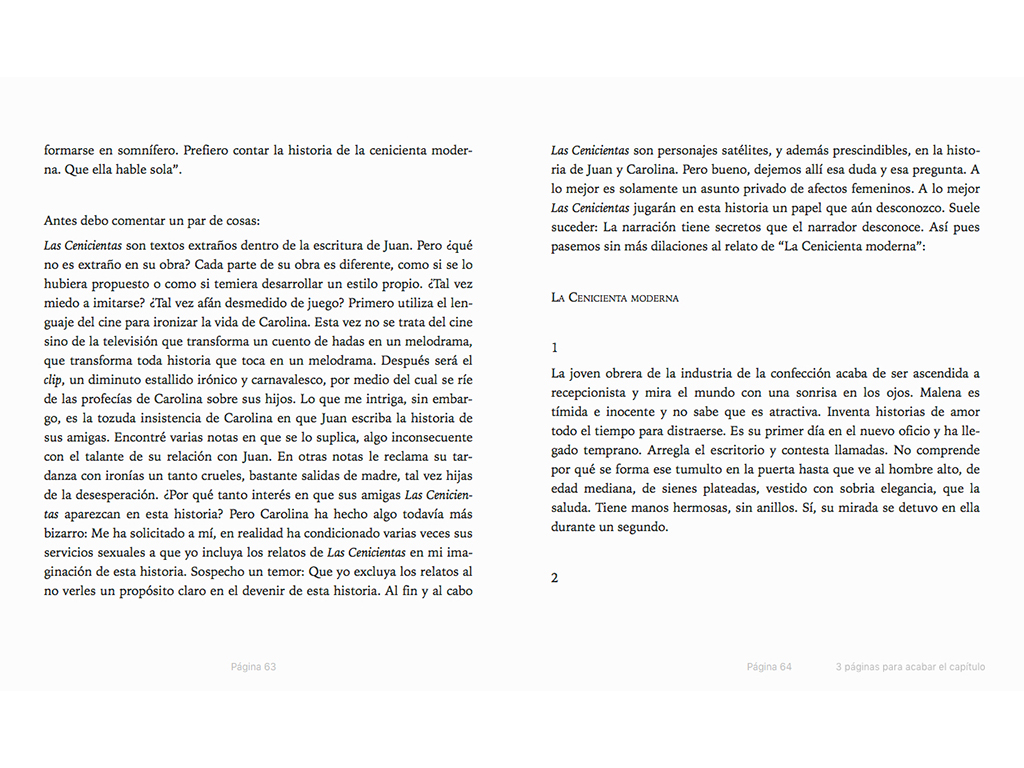 formarse en somnífero. Prefiero contar la historia de la cenicienta moder-
na. Que ella hable sola”.
Antes debo comentar un par de cosas:
Las Cenicientas son textos extraños dentro de la escritura de Juan. Pero ¿qué
no es extraño en su obra? Cada parte de su obra es diferente, como si se lo
hubiera propuesto o como si temiera desarrollar un estilo propio. ¿Tal vez
miedo a imitarse? ¿Tal vez afán desmedido de juego? Primero utiliza el len-
guaje del cine para ironizar la vida de Carolina. Esta vez no se trata del cine
sino de la televisión que transforma un cuento de hadas en un melodrama,
que transforma toda historia que toca en un melodrama. Después será el
clip, un diminuto estallido irónico y carnavalesco, por medio del cual se ríe
de las profecías de Carolina sobre sus hijos. Lo que me intriga, sin embar-
go, es la tozuda insistencia de Carolina en que Juan escriba la historia de
sus amigas. Encontré varias notas en que se lo suplica, algo inconsecuente
con el talante de su relación con Juan. En otras notas le reclama su tar-
danza con ironías un tanto crueles, bastante salidas de madre, tal vez hijas
de la desesperación. ¿Por qué tanto interés en que sus amigas Las Cenicien-
tas aparezcan en esta historia? Pero Carolina ha hecho algo todavía más
bizarro: Me ha solicitado a mí, en realidad ha condicionado varias veces sus
servicios sexuales a que yo incluya los relatos de Las Cenicientas en mi ima-
ginación de esta historia. Sospecho un temor: Que yo excluya los relatos al
no verles un propósito claro en el devenir de esta historia. Al fin y al cabo
Página 63
Las Cenicientas son personajes satélites, y además prescindibles, en la histo-
ria de Juan y Carolina. Pero bueno, dejemos allí esa duda y esa pregunta. A
lo mejor es solamente un asunto privado de afectos femeninos. A lo mejor
Las Cenicientas jugarán en esta historia un papel que aún desconozco. Suele
suceder: La narración tiene secretos que el narrador desconoce. Así pues
pasemos sin más dilaciones al relato de “La Cenicienta moderna”:
La Cenicienta moderna
1
La joven obrera de la industria de la confección acaba de ser ascendida a
recepcionista y mira el mundo con una sonrisa en los ojos. Malena es
tímida e inocente y no sabe que es atractiva. Inventa historias de amor
todo el tiempo para distraerse. Es su primer día en el nuevo oficio y ha lle-
gado temprano. Arregla el escritorio y contesta llamadas. No comprende
por qué se forma ese tumulto en la puerta hasta que ve al hombre alto, de
edad mediana, de sienes plateadas, vestido con sobria elegancia, que la
saluda. Tiene manos hermosas, sin anillos. Sí, su mirada se detuvo en ella
durante un segundo.
2
Página 64
3 páginas para acabar el capítulo